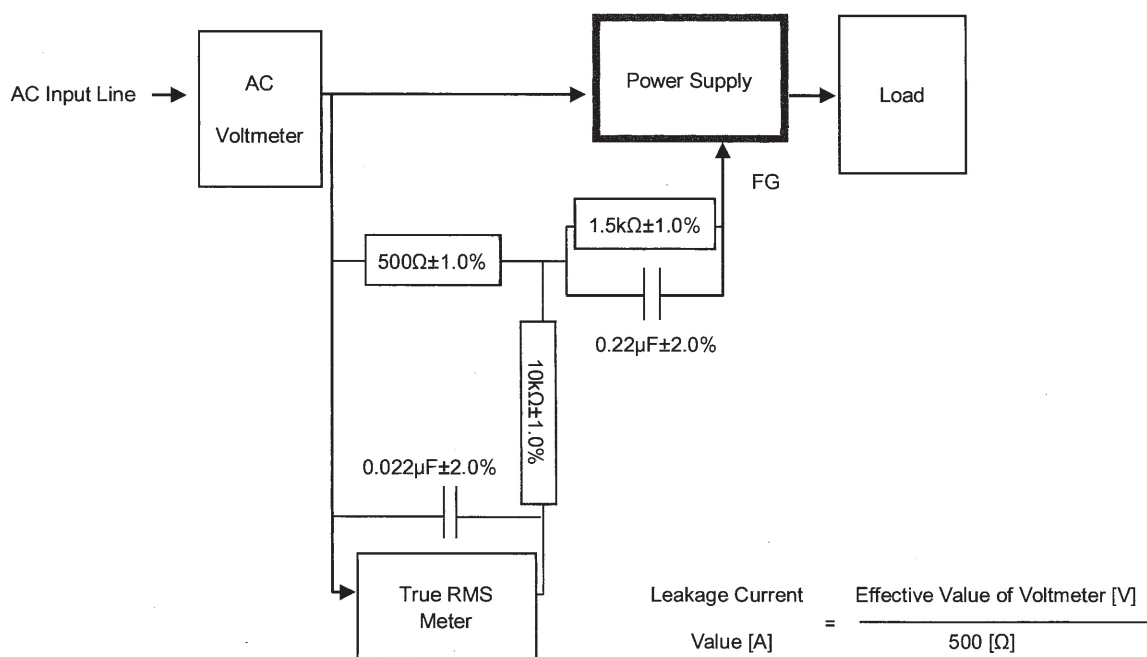 AC Input Line
AC
Voltmeter
Power Supply
Load
FG
1.5kΩ±1.0%
500Ω±1.0%
0.22µF±2.0%
10kΩ±1.0%
0.022µF±2.0%
True RMS
Meter
Leakage Current
Value [A]
=
Effective Value of Voltmeter [V]
500 [Ω]